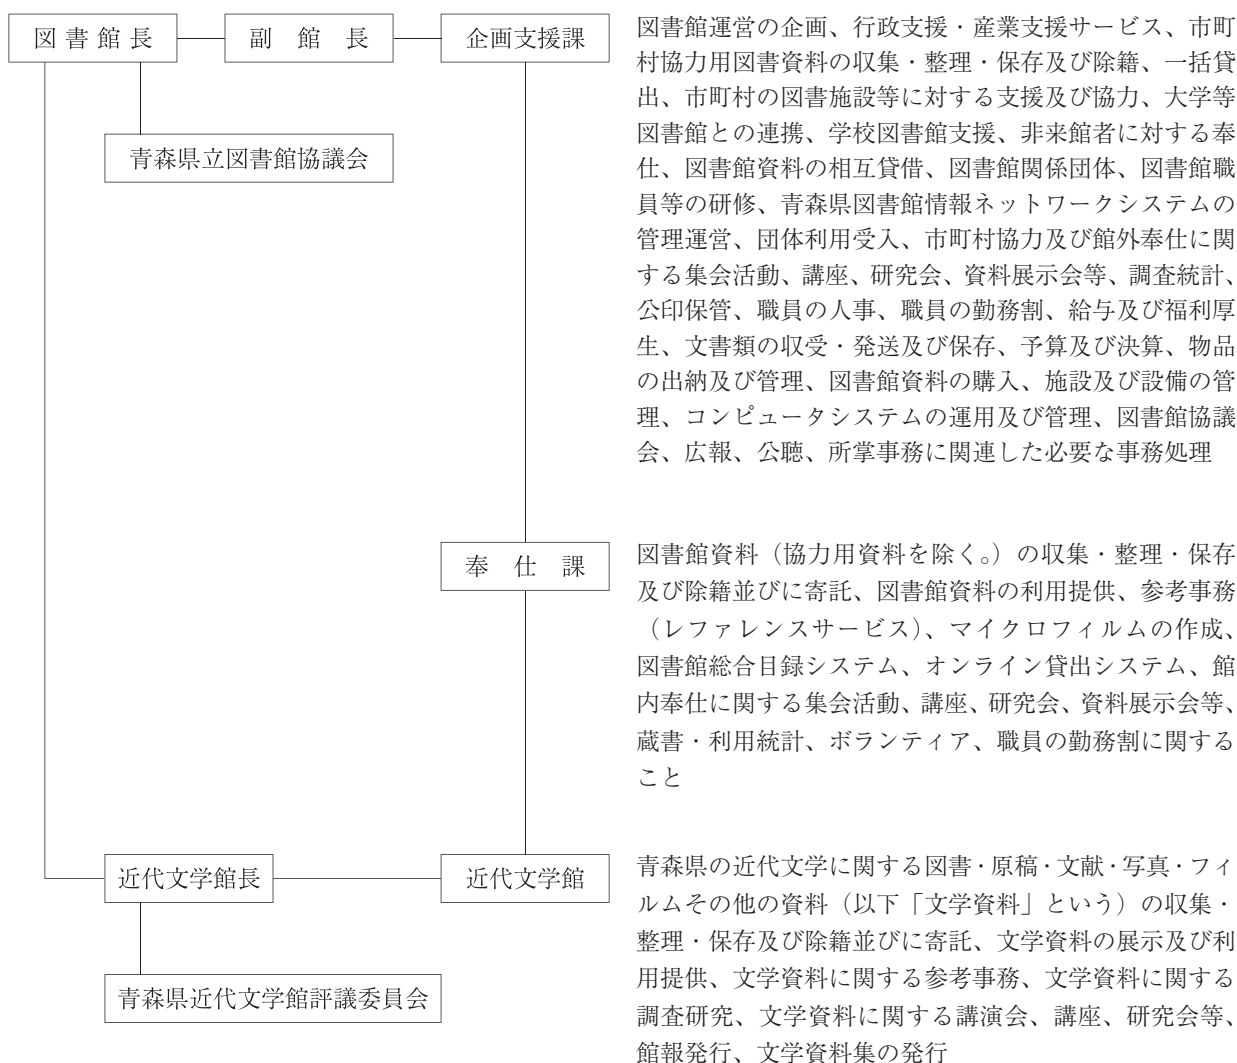 図書館長
副館長
企画支援課
図書館運営の企画、行政支援・産業支援サービス、市町
村協力用図書資料の収集・整理・保存及び除籍、一括貸
出、市町村の図書施設等に対する支援及び協力、大学等
図書館との連携、学校図書館支援、非来館者に対する奉
仕、図書館資料の相互貸借、図書館関係団体、図書館職
員等の研修、青森県図書館情報ネットワークシステムの
管理運営、団体利用受入、市町村協力及び館外奉仕に関
する集会活動、講座、研究会、資料展示会等、調査統計、
公印保管、職員の人事、職員の勤務割、給与及び福利厚
生、文書類の収受・発送及び保存、予算及び決算、物品
の出納及び管理、図書館資料の購入、施設及び設備の管
理、コンピュータシステムの運用及び管理、図書館協議
会、広報、公聴、所掌事務に関連した必要な事務処理
青森県立図書館協議会
奉仕課
図書館資料（協力用資料を除く。）の収集・整理・保存
及び除籍並びに寄託、図書館資料の利用提供、参考事務
（レファレンスサービス）、マイクロフィルムの作成、
図書館総合目録システム、オンライン貸出システム、館
内奉仕に関する集会活動、講座、研究会、資料展示会等、
蔵書・利用統計、ボランティア、職員の勤務割に関する
こと
近代文学館長
近代文学館
青森県の近代文学に関する図書・原稿・文献・写真・フィ
ルムその他の資料（以下「文学資料」という）の収集・
整理・保存及び除籍並びに寄託、文学資料の展示及び利
用提供、文学資料に関する参考事務、文学資料に関する
調査研究、文学資料に関する講演会、講座、研究会等、
館報発行、文学資料集の発行
青森県近代文学館評議委員会